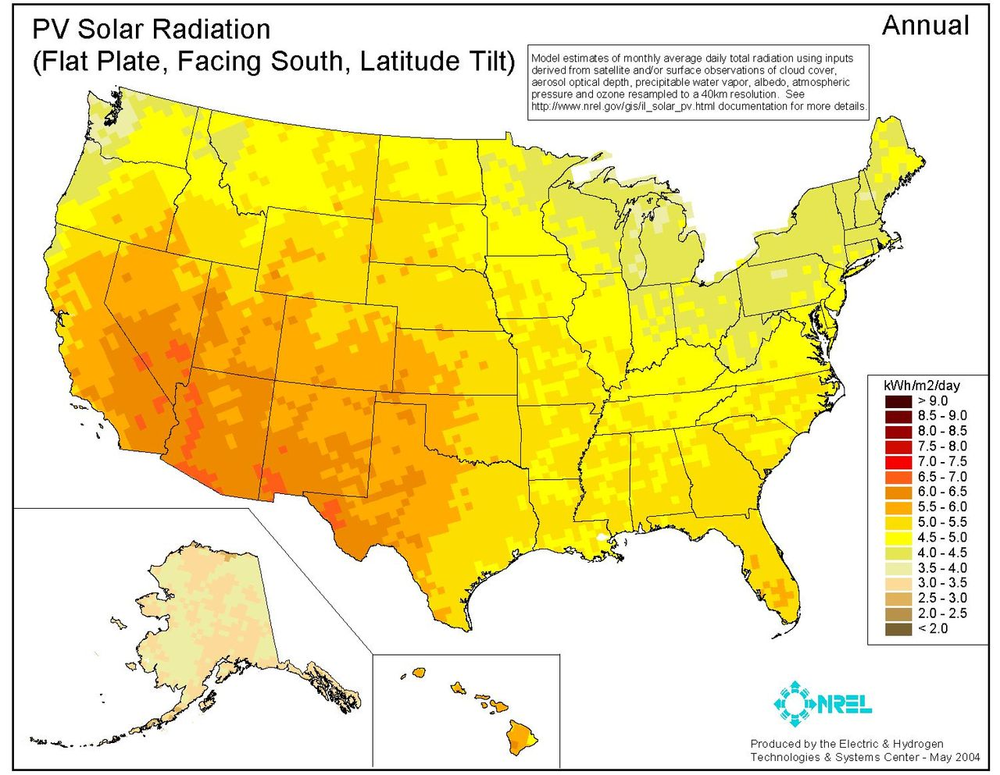 PV Solar Radiation
(Flat Plate, Facing South, Latitude Tilt)
Annual
Model estimates of monthly average daily total radiation using inputs
derived from satellite and/or surface observations of cloud cover,
aerosol optical depth, precipitable water vapor, albedo, atmospheric
pressure and ozone resampled to a 40km resolution. See
http://www.nrel.gov/gis/il_solar_pv.html documentation for more details.
kWh/m2/day
> 9.0
8.5 - 9.0
8.0 - 8.5
7.5 - 8.0
7.0 - 7.5
6.5 - 7.0
6.0 - 6.5
5.5 - 6.0
5.0 - 5.5
4.5 - 5.0
4.0 - 4.5
3.5 - 4.0
3.0 - 3.5
2.5 - 3.0
2.0 - 2.5
< 2.0
NREL
Produced by the Electric & Hydrogen
Technologies & Systems Center - May 2004